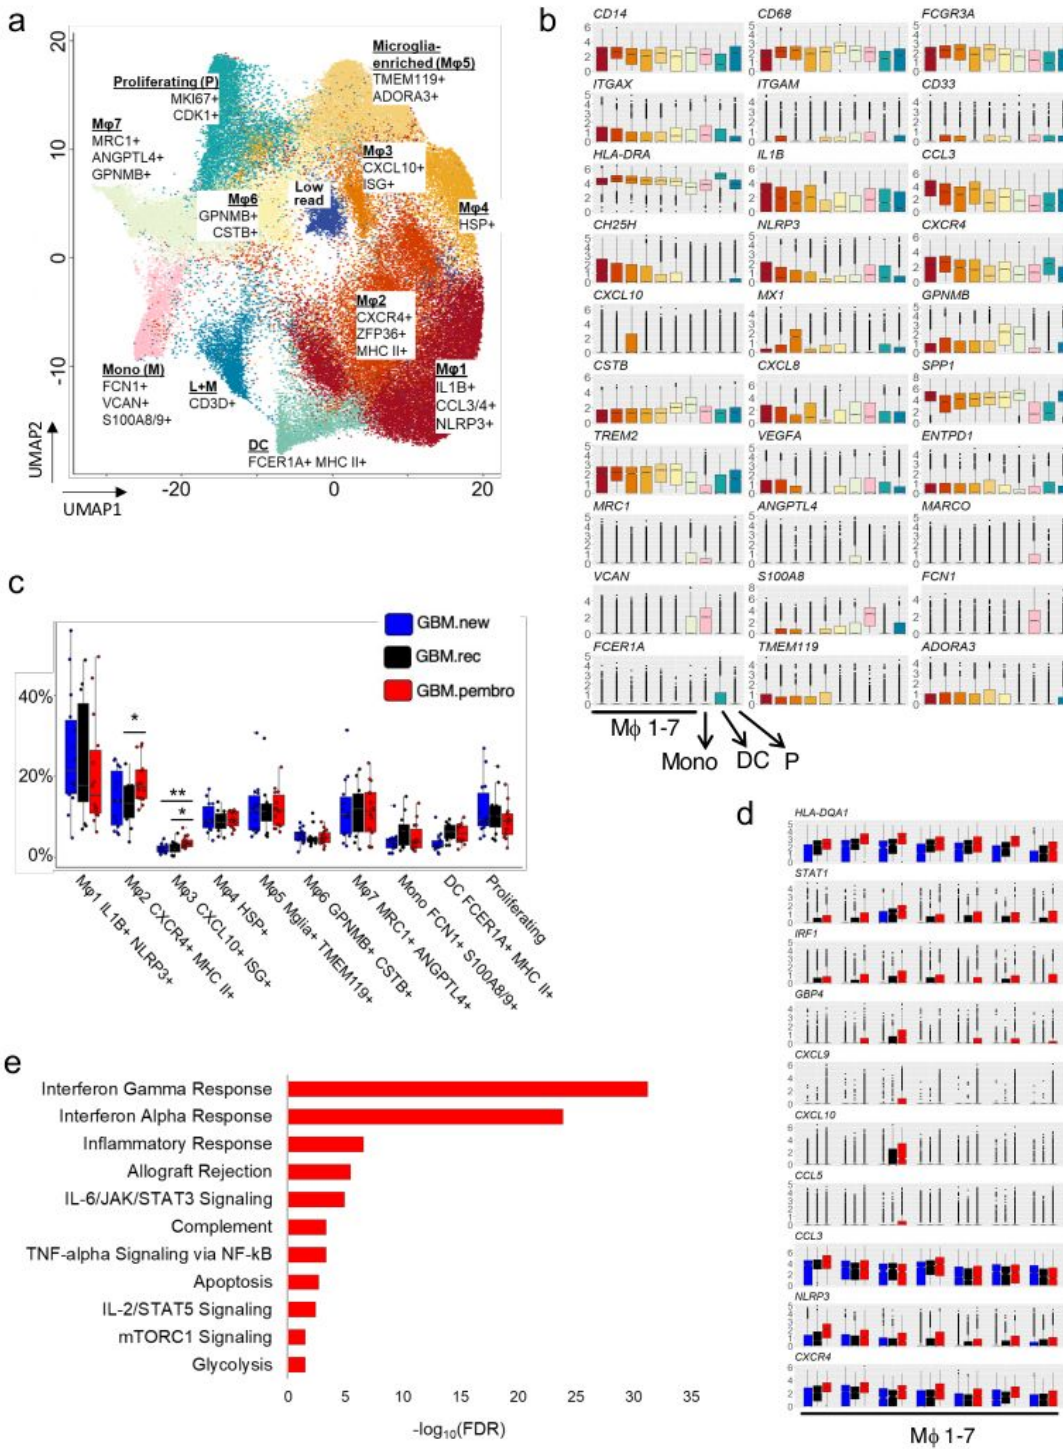 a
20
10
0
-10
UMAP2
-20
0
20
UMAP1
Proliferating (P)
MKI67+
CDK1+
Microglia-
enriched (Mφ5)
TMEM119+
ADORA3+
Mφ7
MRC1+
ANGPTL4+
GPNMB+
Mφ3
CXCL10+
ISG+
Mφ6
GPNMB+
CSTB+
Low
read
Mφ4
HSP+
Mφ2
CXCR4+
ZFP36+
MHC II+
Mono (M)
FCN1+
VCAN+
S100A8/9+
L+M
CD3D+
Mφ1
IL1B+
CCL3/4+
NLRP3+
DC
FCER1A+ MHC II+
b
CD14 CD68 FCGR3A
ITGAX ITGAM CD33
HLA-DRA IL1B CCL3
CH25H NLRP3 CXCR4
CXCL10 MX1 GPNMB
CSTB CXCL8 SPP1
TREM2 VEGFA ENTPD1
MRC1 ANGPTL4 MARCO
VCAN S100A8 FCN1
FCER1A TMEM119 ADORA3
Mϕ 1-7
Mono DC P
c
GBM.new
GBM.rec
GBM.pembro
40%
20%
0%
*
**
*
Mφ1 IL1B+ NLRP3+
Mφ2 CXCR4+ MHC II+
Mφ3 CXCL10+ ISG+
Mφ4 HSP+
Mφ5 Mglia+ TMEM119+
Mφ6 GPNMB+ CSTB+
Mφ7 MRC1+ ANGPTL4+
Mono FCN1+ S100A8/9+
DC FCER1A+ MHC II+
Proliferating
d
HLA-DQA1
STAT1
IRF1
GBP4
CXCL9
CXCL10
CCL5
CCL3
NLRP3
CXCR4
Mϕ 1-7
e
Interferon Gamma Response
Interferon Alpha Response
Inflammatory Response
Allograft Rejection
IL-6/JAK/STAT3 Signaling
Complement
TNF-alpha Signaling via NF-kB
Apoptosis
IL-2/STAT5 Signaling
mTORC1 Signaling
Glycolysis
0 5 10 15 20 25 30 35
-log10(FDR)